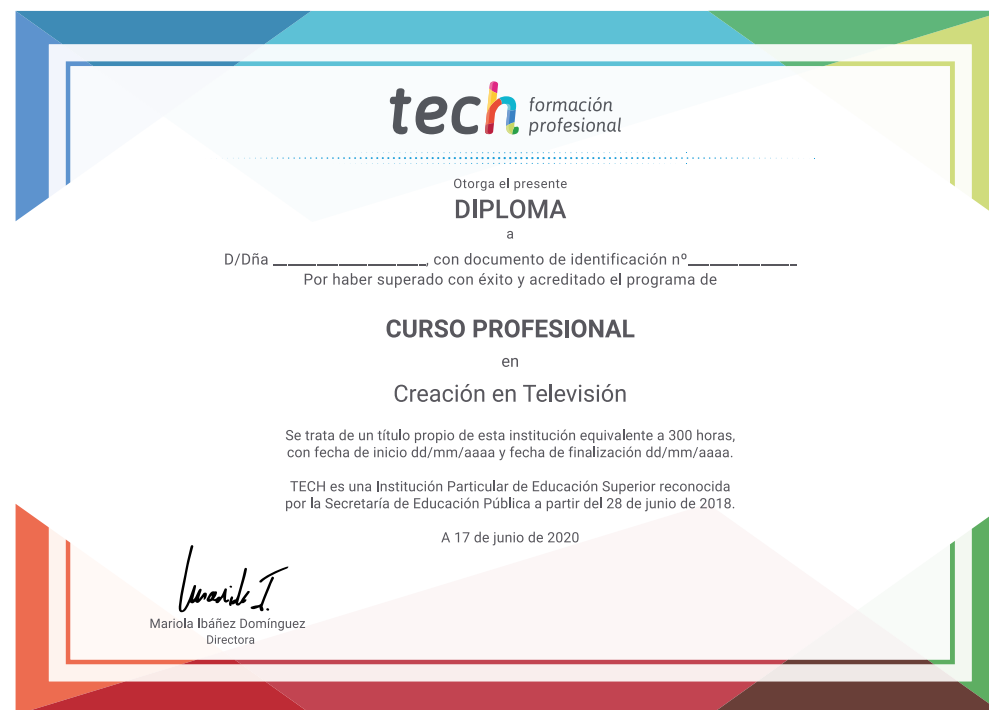 tech formación
profesional
Otorga el presente
DIPLOMA
a
D/Dña ____________________, con documento de identificación nº______________
Por haber superado con éxito y acreditado el programa de
CURSO PROFESIONAL
en
Creación en Televisión
Se trata de un título propio de esta institución equivalente a 300 horas,
con fecha de inicio dd/mm/aaaa y fecha de finalización dd/mm/aaaa.
TECH es una Institución Particular de Educación Superior reconocida
por la Secretaría de Educación Pública a partir del 28 de junio de 2018.
A 17 de junio de 2020
Mariola Ibáñez Domínguez
Directora